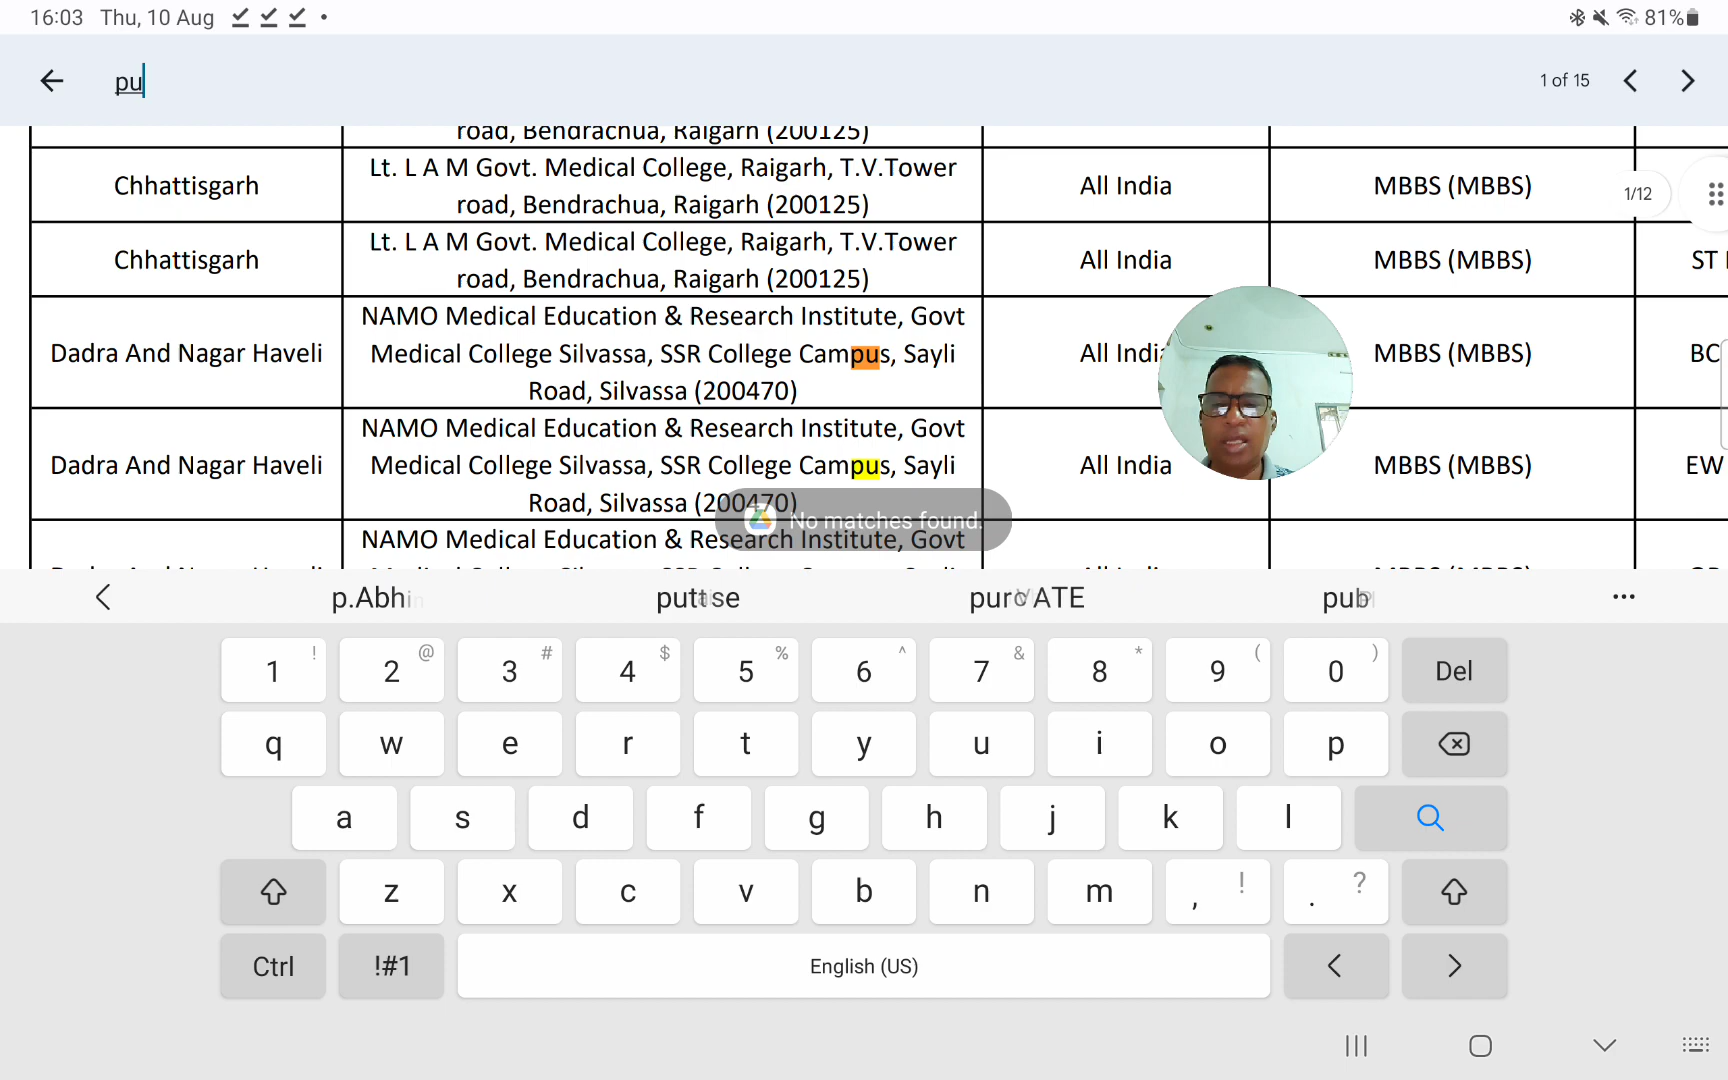 16:03 Thu, 10 Aug
81%
pu
1 of 15
road, Bendrachua, Raigarh (200125)
Chhattisgarh
Lt. L A M Govt. Medical College, Raigarh, T.V.Tower
road, Bendrachua, Raigarh (200125)
All India
MBBS (MBBS)
1/12
Chhattisgarh
Lt. L A M Govt. Medical College, Raigarh, T.V.Tower
road, Bendrachua, Raigarh (200125)
All India
MBBS (MBBS)
ST
Dadra And Nagar Haveli
NAMO Medical Education & Research Institute, Govt
Medical College Silvassa, SSR College Campus, Sayli
Road, Silvassa (200470)
All India
MBBS (MBBS)
BC
Dadra And Nagar Haveli
NAMO Medical Education & Research Institute, Govt
Medical College Silvassa, SSR College Campus, Sayli
Road, Silvassa (200470)
All India
MBBS (MBBS)
EW
No matches found.
NAMO Medical Education & Research Institute, Govt
pub
1 ! 2 @ 3 # 4 $ 5 % 6 ^ 7 & 8 * 9 ( 0 ) Del
q w e r t y u i o p
a s d f g h j k l
z x c v b n m , ! . ?
Ctrl !#1 English (US) < >